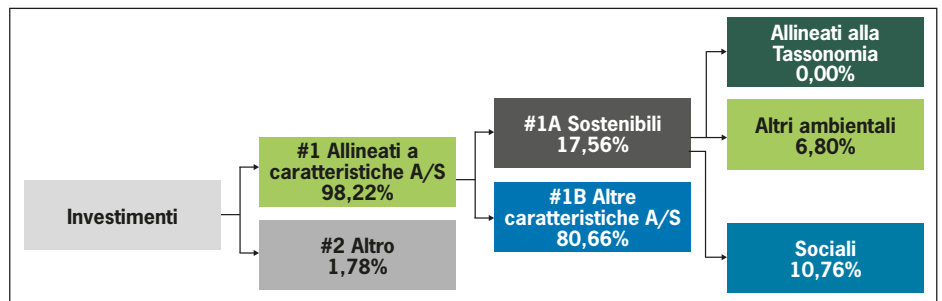 Investimenti
#1 Allineati a
caratteristiche A/S
98,22%
#2 Altro
1,78%
#1A Sostenibili
17,56%
#1B Altre
caratteristiche A/S
80,66%
Allineati alla
Tassonomia
0,00%
Altri ambientali
6,80%
Sociali
10,76%